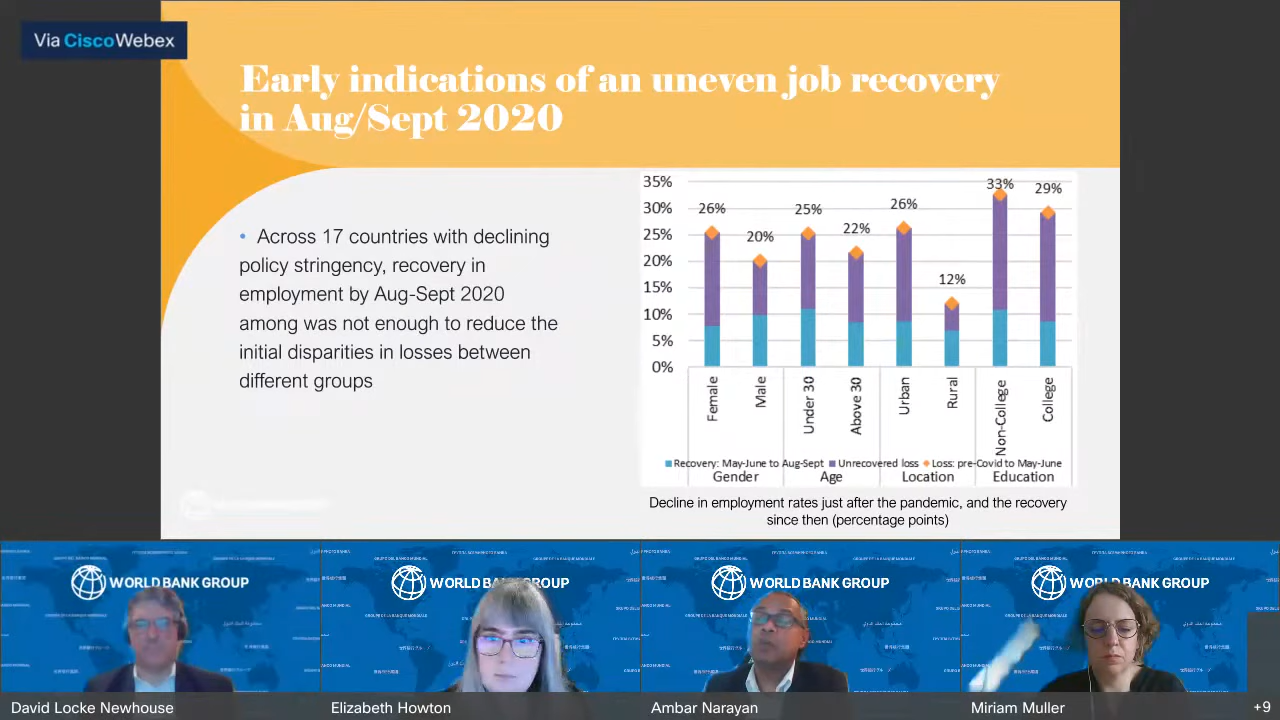 Via Cisco Webex
Early indications of an uneven job recovery
in Aug/Sept 2020
• Across 17 countries with declining
policy stringency, recovery in
employment by Aug-Sept 2020
among was not enough to reduce the
initial disparities in losses between
different groups
35%
30%
25%
20%
15%
10%
5%
0%
26%
20%
25%
22%
26%
12%
33%
29%
Female
Male
Under 30
Above 30
Urban
Rural
Non-College
College
Recovery: May-June to Aug-Sept Unrecovered loss Loss: pre-Covid to May-June
Gender Age Location Education
Decline in employment rates just after the pandemic, and the recovery
since then (percentage points)
WORLD BANK GROUP
WORLD BANK GROUP
WORLD BANK GROUP
WORLD BANK GROUP
David Locke Newhouse
Elizabeth Howton
Ambar Narayan
Miriam Muller
+9